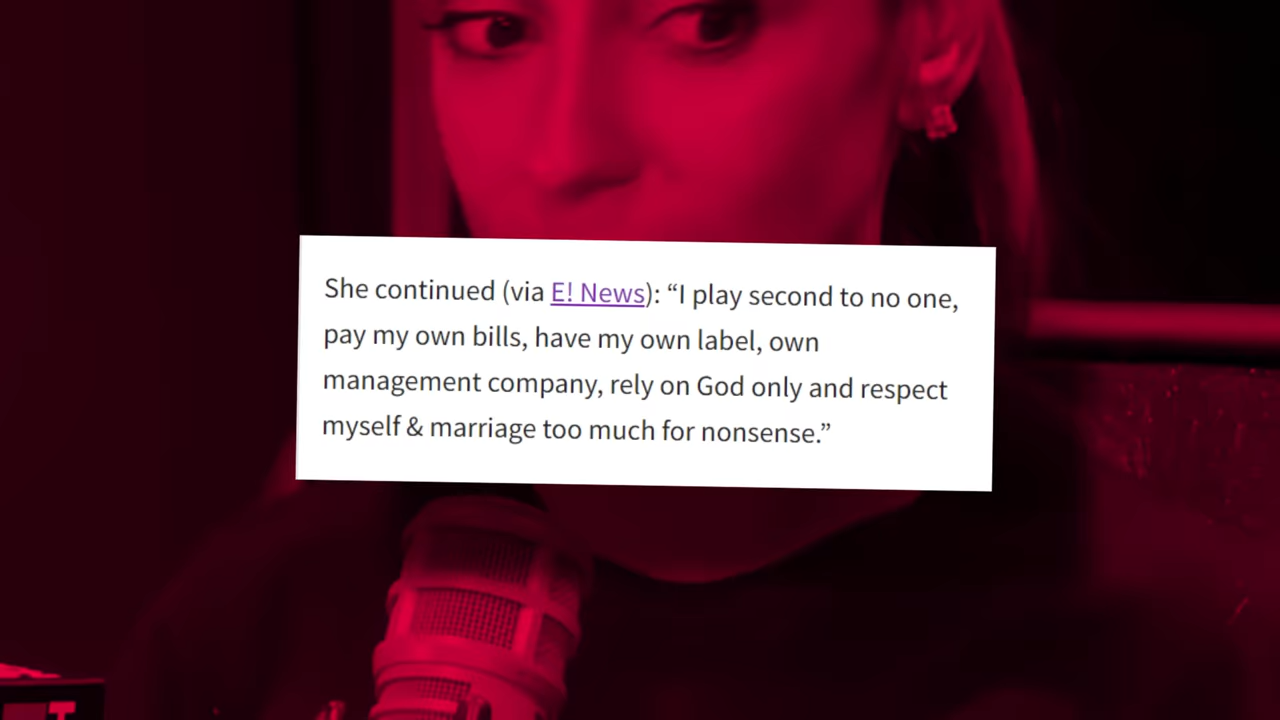 She continued (via E! News): “I play second to no one,
pay my own bills, have my own label, own
management company, rely on God only and respect
myself & marriage too much for nonsense.”
T